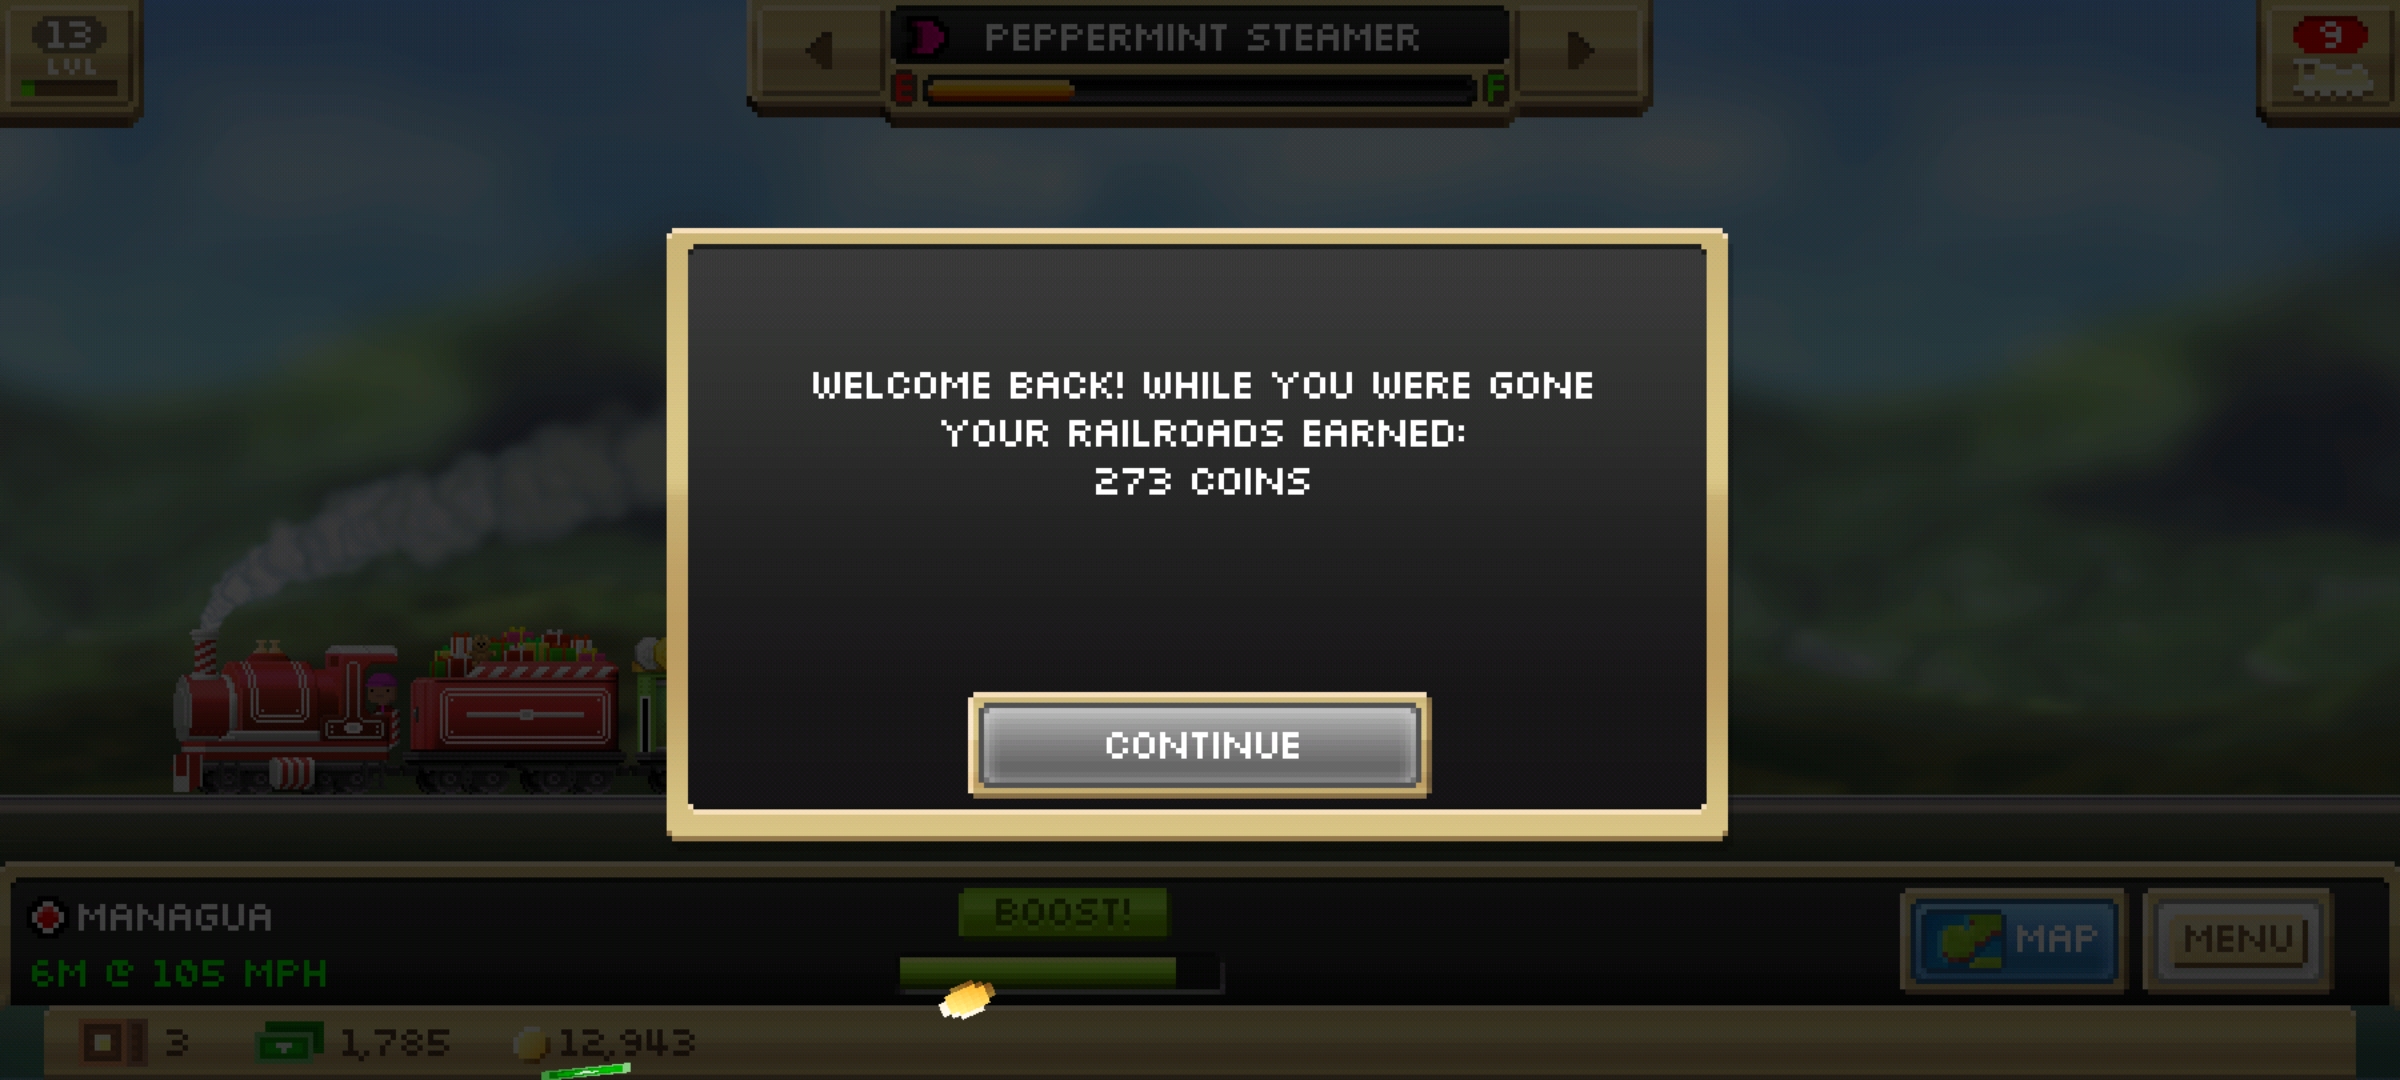 13
LVL
PEPPERMINT STEAMER
E F
9
WELCOME BACK! WHILE YOU WERE GONE
YOUR RAILROADS EARNED:
273 COINS
CONTINUE
MANAGUA
6M @ 105 MPH
BOOST!
MAP
MENU
3
1,785
12,943